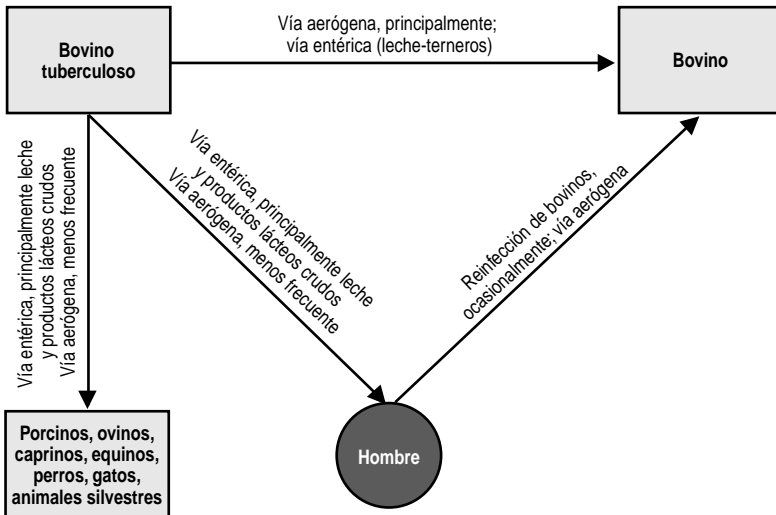 Bovino
tuberculoso
Vía aerógena, principalmente;
vía entérica (leche-terneros)
Bovino
Vía entérica, principalmente leche
y productos lácteos crudos
Vía aerógena, menos frecuente
Vía entérica, principalmente leche
y productos lácteos crudos
Vía aerógena, menos frecuente
Reinfección de bovinos,
ocasionalmente; vía aerógena
Porcinos, ovinos,
caprinos, equinos,
perros, gatos,
animales silvestres
Hombre